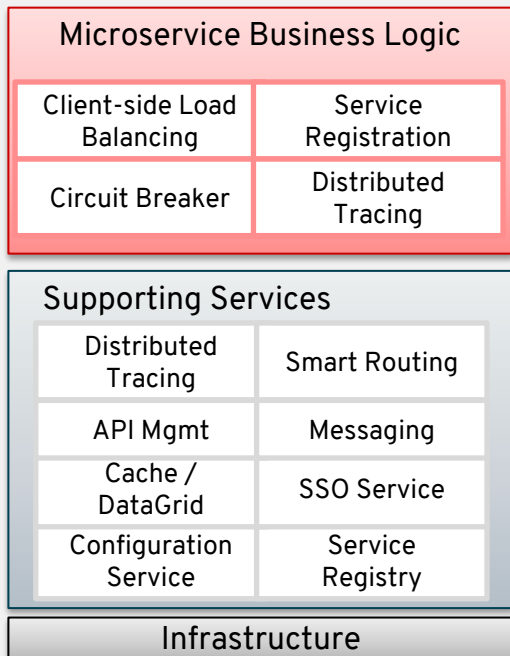 Microservice Business Logic
Client-side Load
Balancing
Service
Registration
Circuit Breaker
Distributed
Tracing
Supporting Services
Distributed
Tracing
Smart Routing
API Mgmt
Messaging
Cache /
DataGrid
SSO Service
Configuration
Service
Service
Registry
Infrastructure